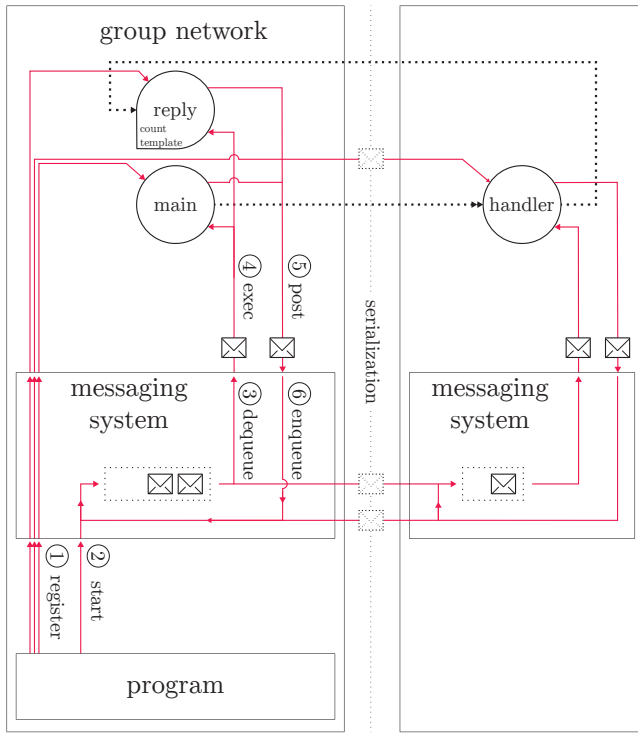 group network
reply
count
template
main
handler
④ exec
⑤ post
serialization
messaging
system
③ dequeue
⑥ enqueue
messaging
system
① register
② start
program